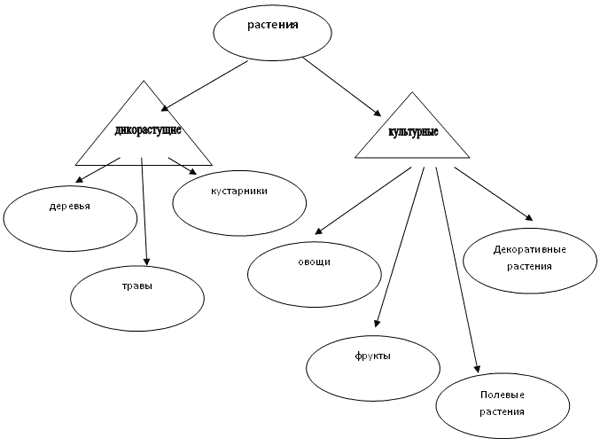 растения
дикорастущие
культурные
деревья
кустарники
травы
овощи
Декоративные
растения
фрукты
Полевые
растения